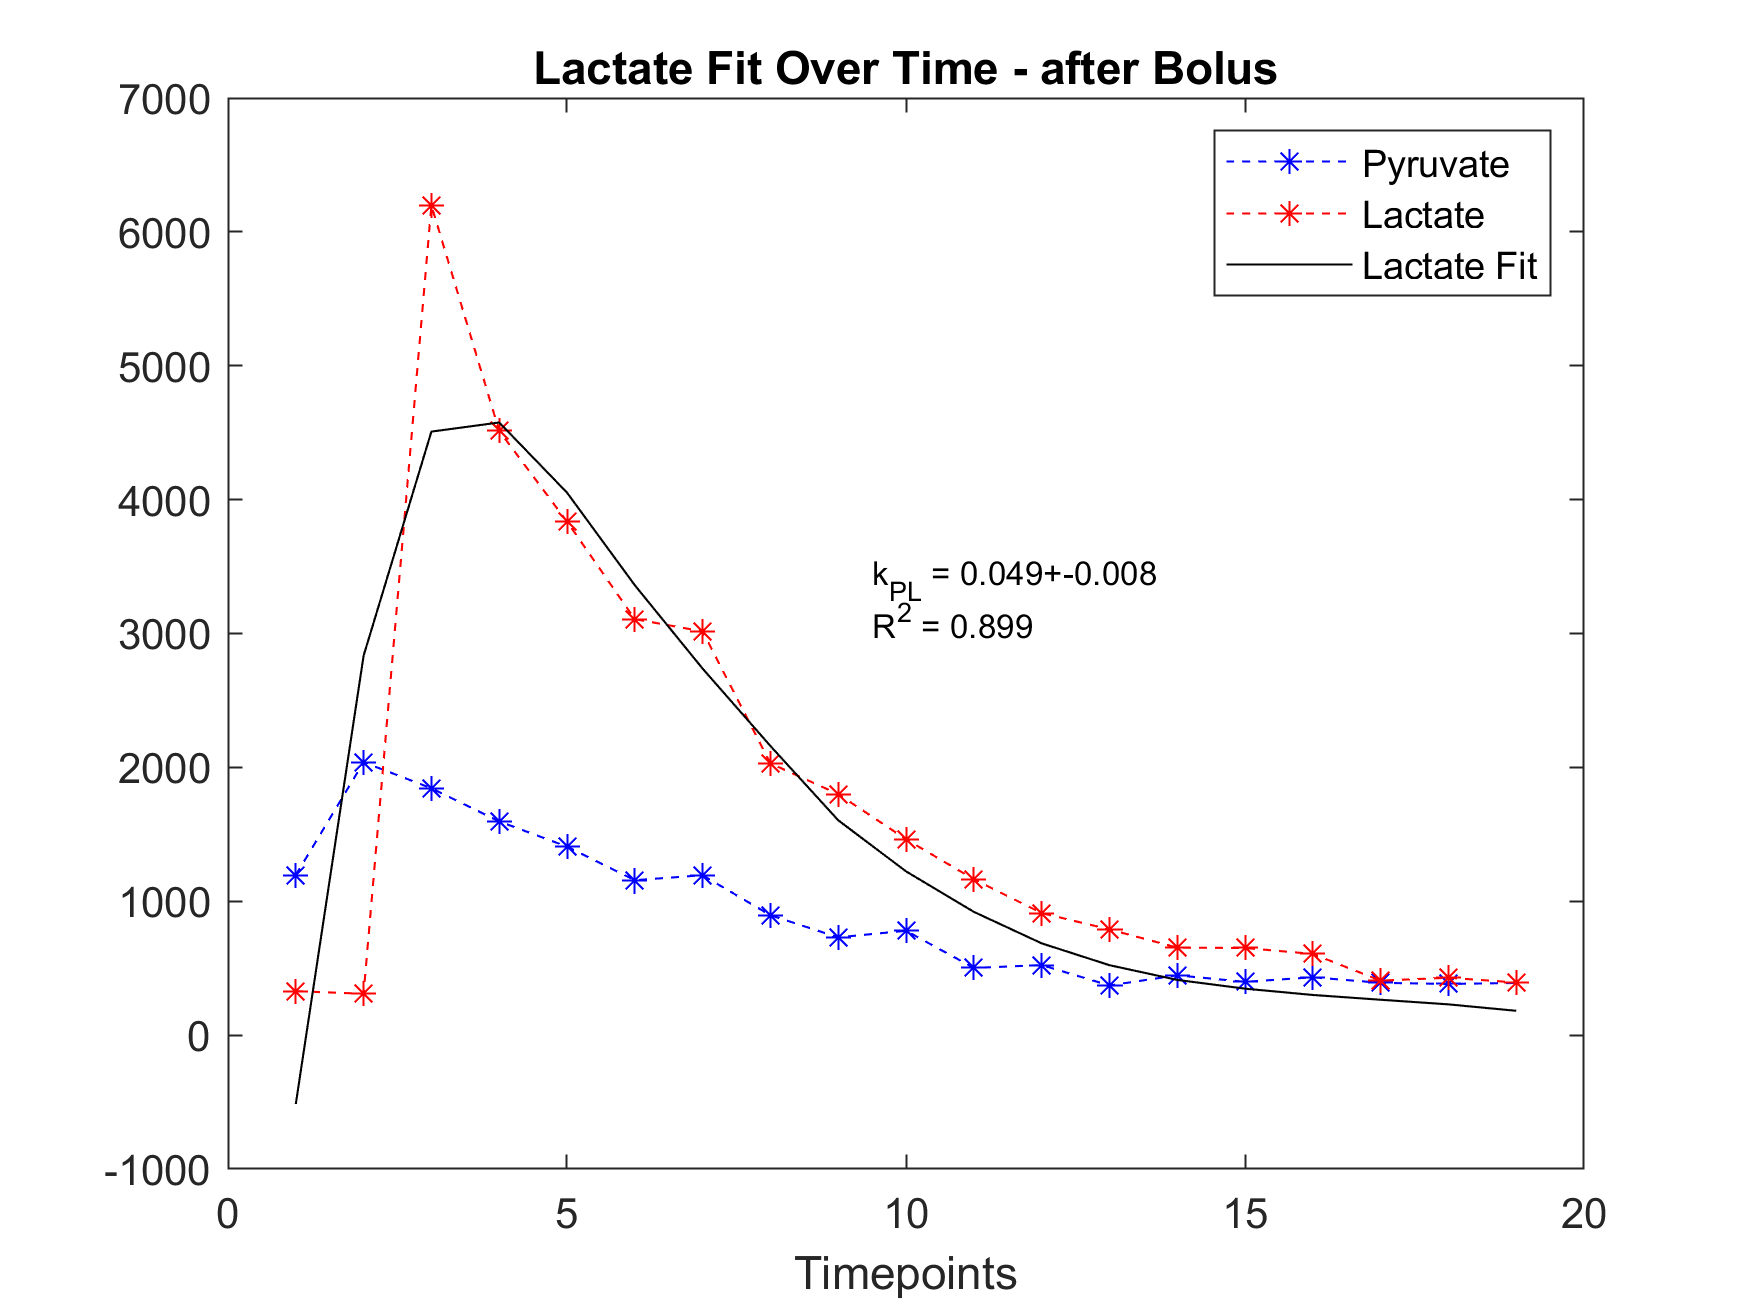 Lactate Fit Over Time - after Bolus
7000
6000
5000
4000
3000
2000
1000
0
-1000
Pyruvate
Lactate
Lactate Fit
kPL = 0.049+-0.008
R2 = 0.899
0 5 10 15 20
Timepoints